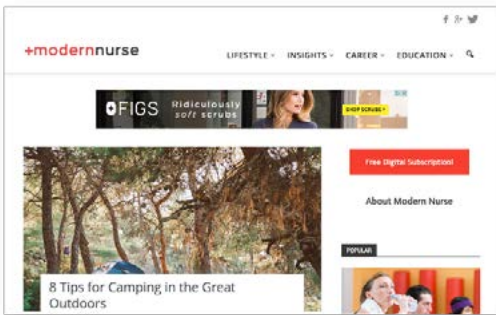 +modernnurse
LIFESTYLE
INSIGHTS
CAREER
EDUCATION
FIGS
Ridiculously
soft scrubs
SHOP SCRUBS
Free Digital Subscription!
About Modern Nurse
POPULAR
8 Tips for Camping in the Great
Outdoors